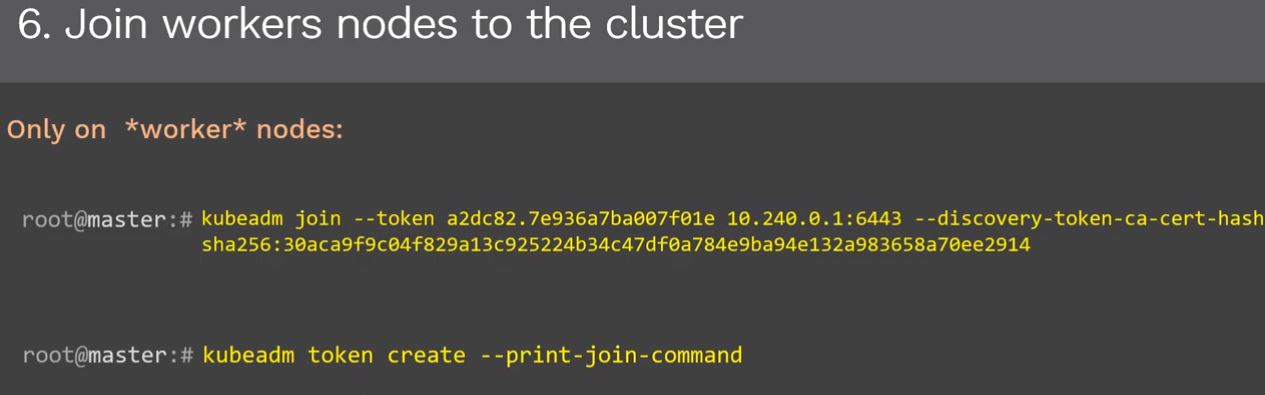 6. Join workers nodes to the cluster
Only on *worker* nodes:
root@master:# kubeadm join --token a2dc82.7e936a7ba007f01e 10.240.0.1:6443 --discovery-token-ca-cert-hash
sha256:30aca9f9c04f829a13c925224b34c47df0a784e9ba94e132a983658a70ee2914
root@master:# kubeadm token create --print-join-command